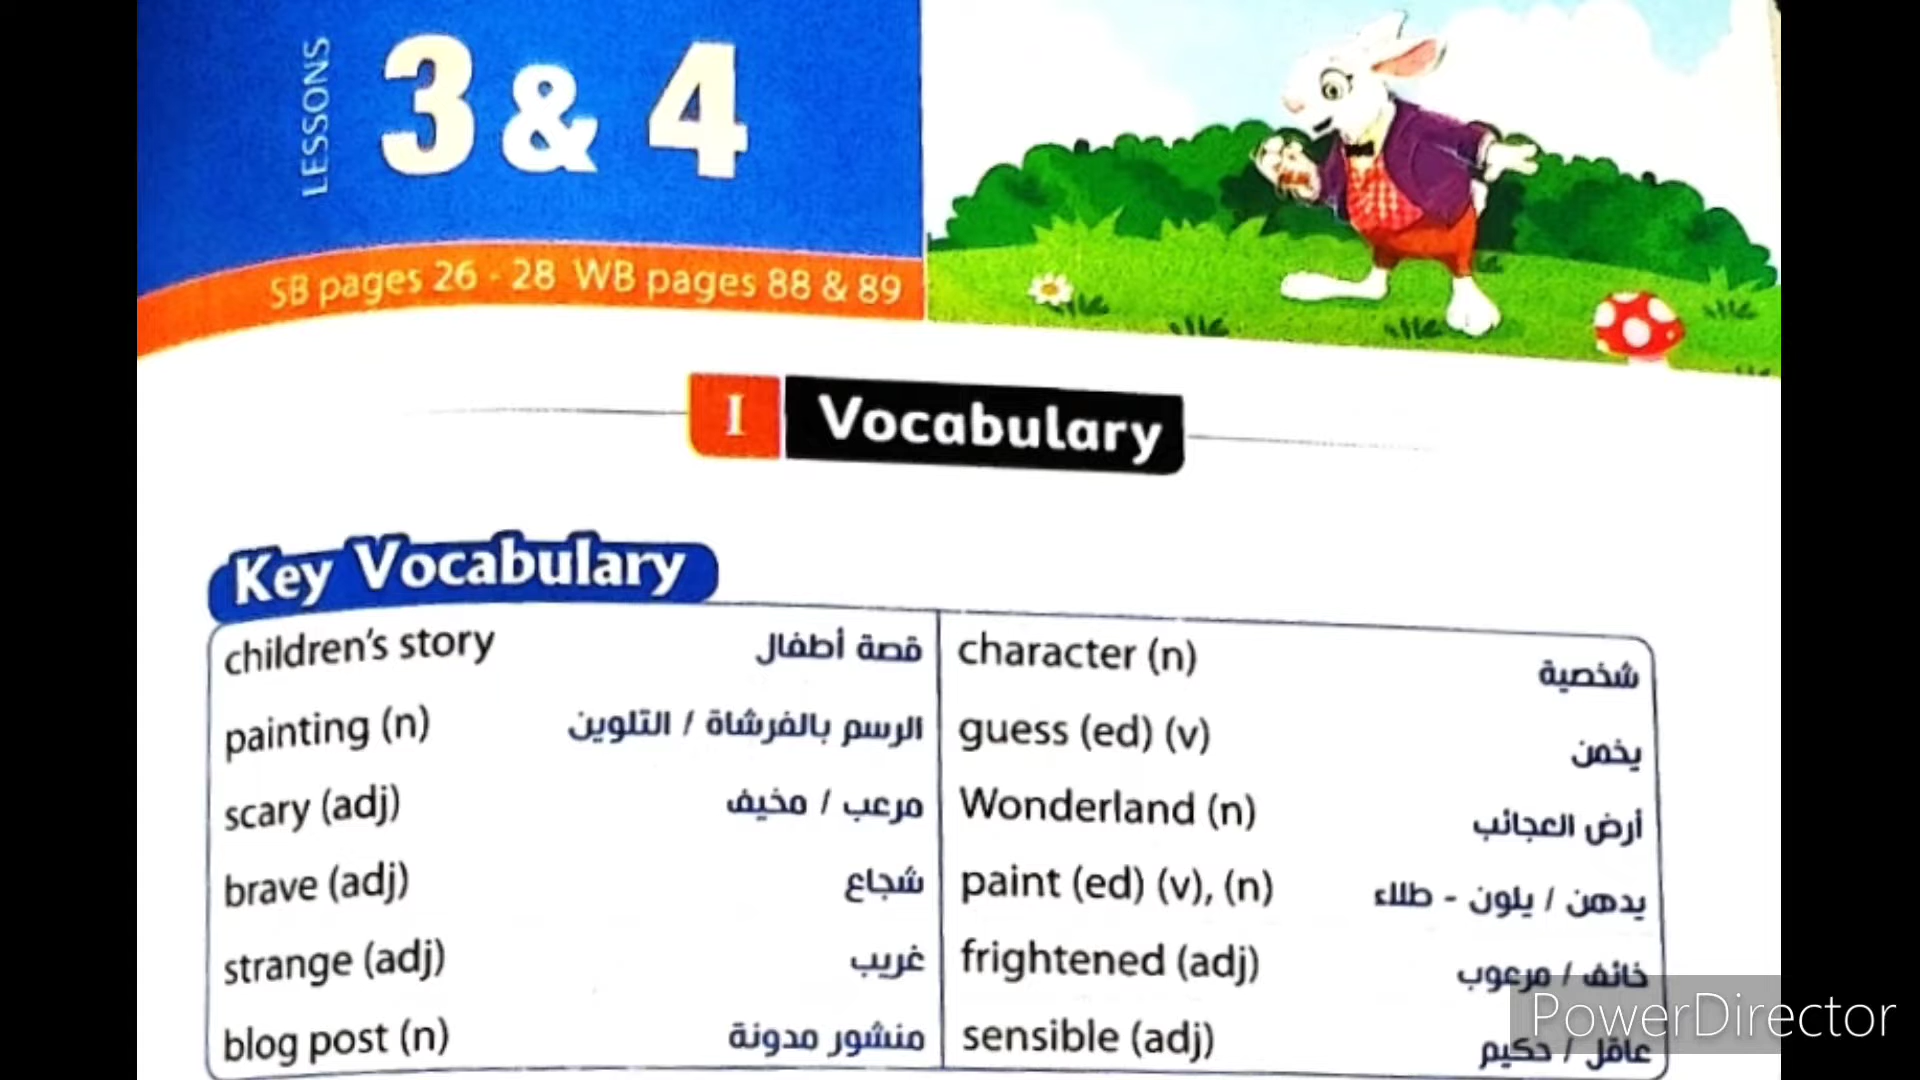 LESSONS
3 & 4
SB pages 26 - 28 WB pages 88 & 89
I Vocabulary
Key Vocabulary
children's story قصة أطفال
character (n) شخصية
painting (n) الرسم بالفرشاة / التلوين
guess (ed) (v) يخمن
scary (adj) مرعب / مخيف
Wonderland (n) أرض العجائب
brave (adj) شجاع
paint (ed) (v), (n) يدهن / يلون - طلاء
strange (adj) غريب
frightened (adj) خائف / مرعوب
blog post (n) منشور مدونة
sensible (adj) عاقل / حكيم
PowerDirector